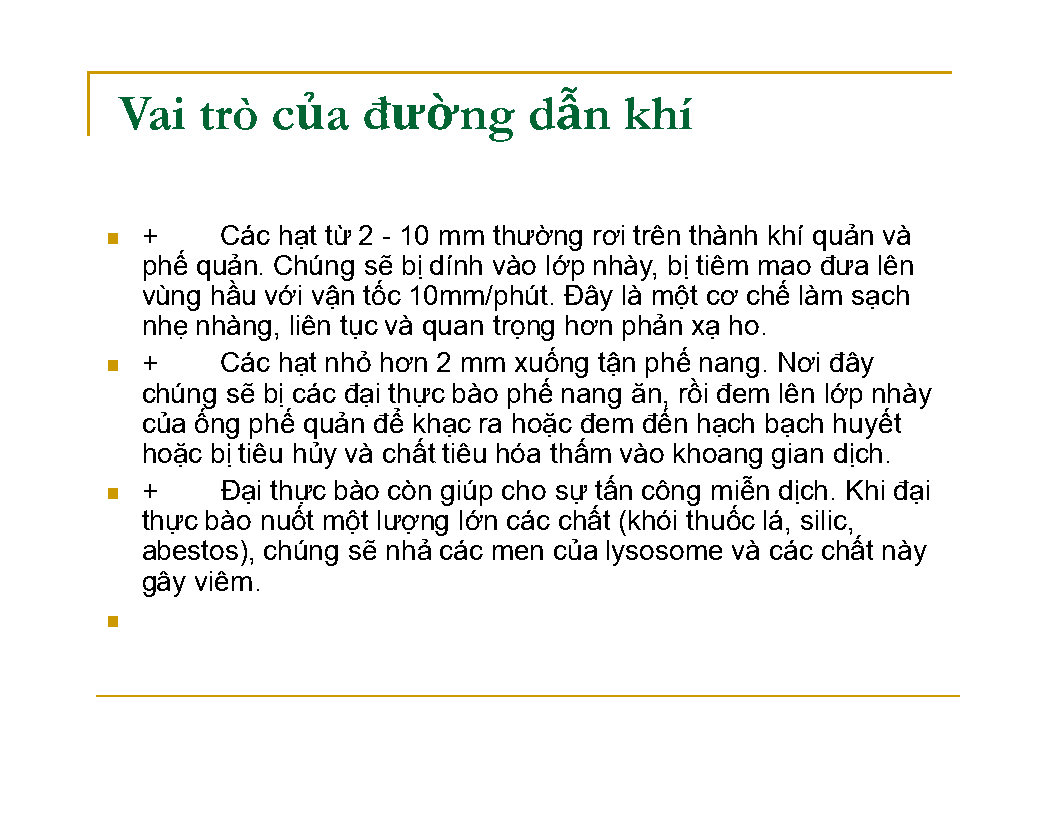 Vai trò của đường dẫn khí
+ Các hạt từ 2 - 10 mm thường rơi trên thành khí quản và
phế quản. Chúng sẽ bị dính vào lớp nhày, bị tiêm mao đưa lên
vùng hầu với vận tốc 10mm/phút. Đây là một cơ chế làm sạch
nhẹ nhàng, liên tục và quan trọng hơn phản xạ ho.
+ Các hạt nhỏ hơn 2 mm xuống tận phế nang. Nơi đây
chúng sẽ bị các đại thực bào phế nang ăn, rồi đem lên lớp nhày
của ống phế quản để khạc ra hoặc đem đến hạch bạch huyết
hoặc bị tiêu hủy và chất tiêu hóa thấm vào khoang gian dịch.
+ Đại thực bào còn giúp cho sự tấn công miễn dịch. Khi đại
thực bào nuốt một lượng lớn các chất (khói thuốc lá, silic,
abestos), chúng sẽ nhả các men của lysosome và các chất này
gây viêm.